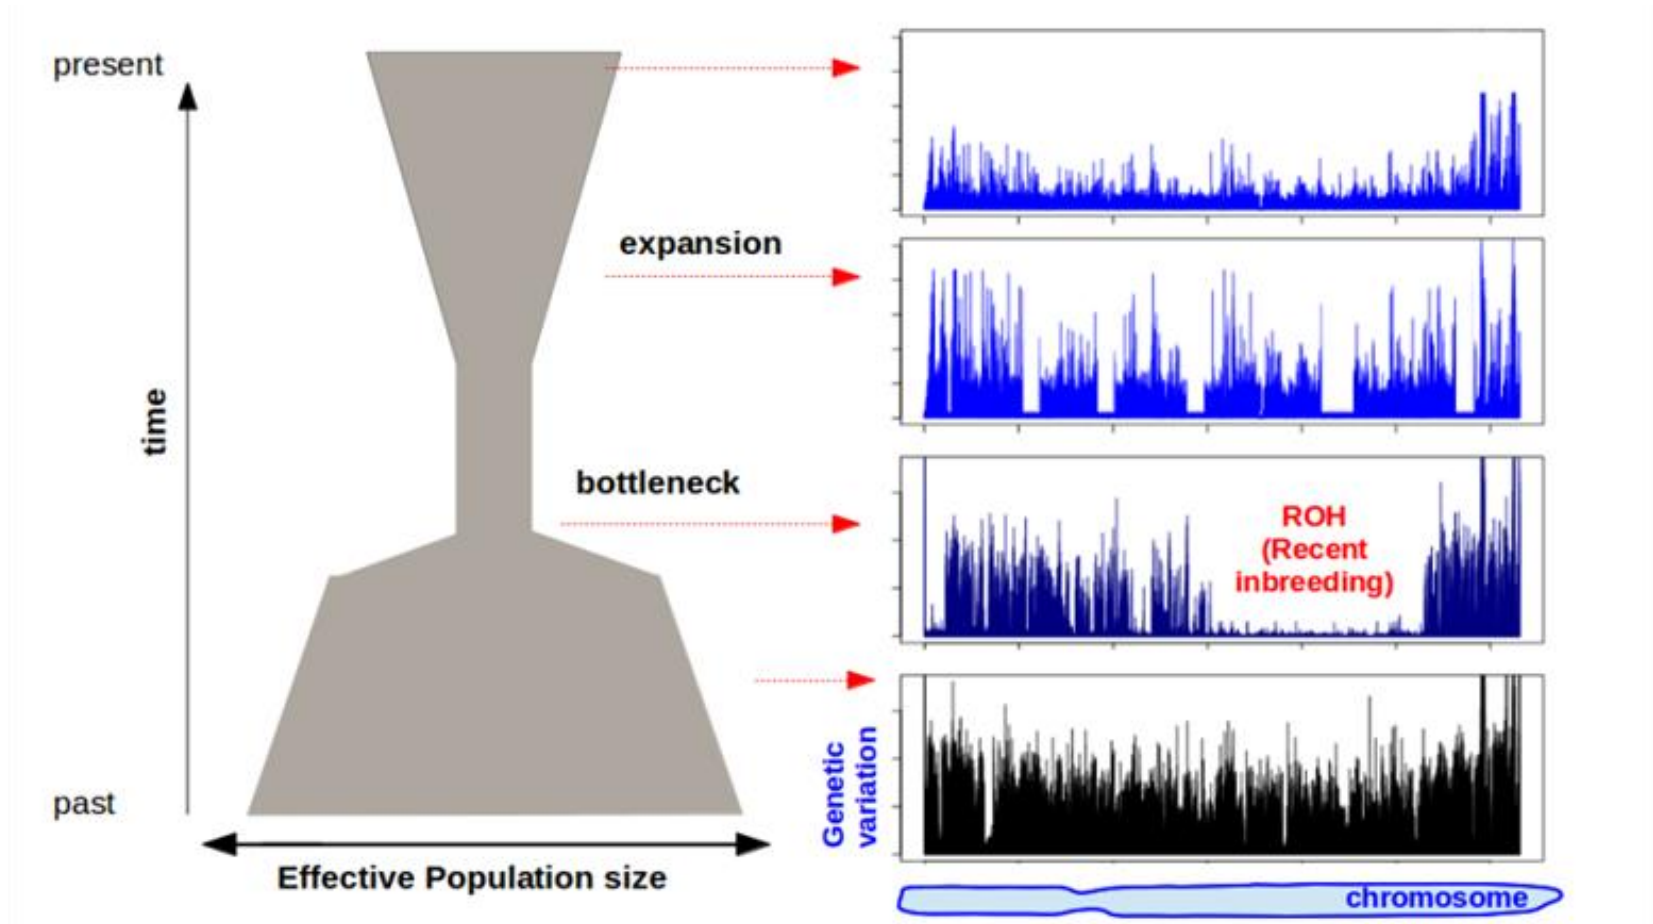 present
expansion
bottleneck
time
past
Effective Population size
ROH
(Recent
inbreeding)
Genetic
variation
chromosome